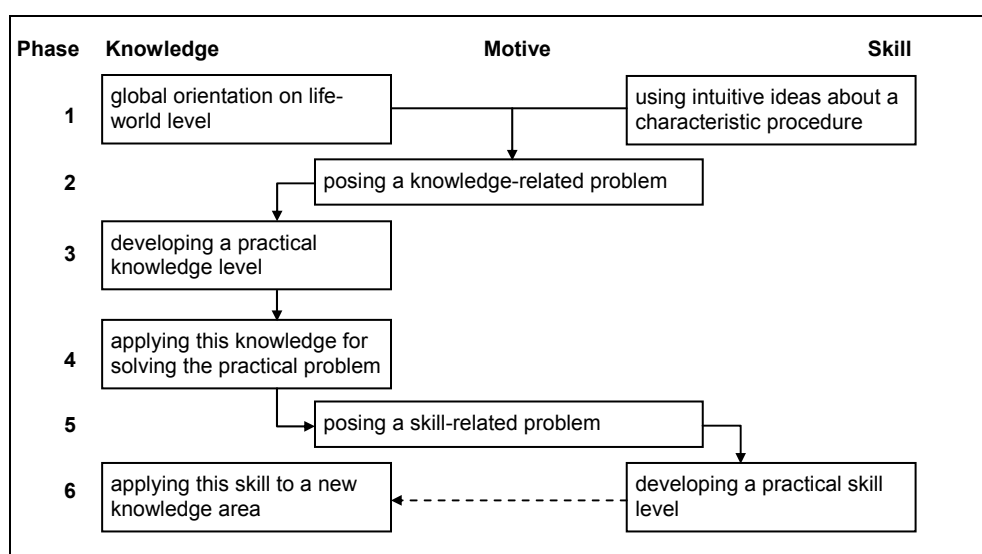 Phase Knowledge Motive Skill
1
global orientation on life-
world level
using intuitive ideas about a
characteristic procedure
2
posing a knowledge-related problem
3
developing a practical
knowledge level
4
applying this knowledge for
solving the practical problem
5
posing a skill-related problem
6
applying this skill to a new
knowledge area
developing a practical skill
level